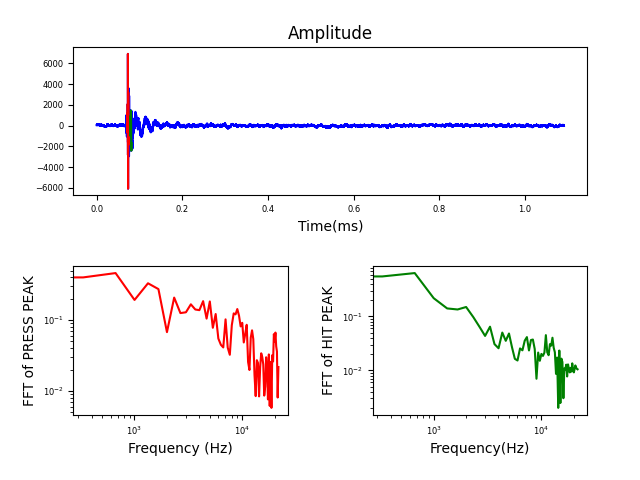 Amplitude
6000
4000
2000
0
−2000
−4000
−6000
0.0 0.2 0.4 0.6 0.8 1.0
Time(ms)
FFT of PRESS PEAK
10⁻¹
10⁻²
10³ 10⁴
Frequency (Hz)
FFT of HIT PEAK
10⁻¹
10⁻²
10³ 10⁴
Frequency(Hz)